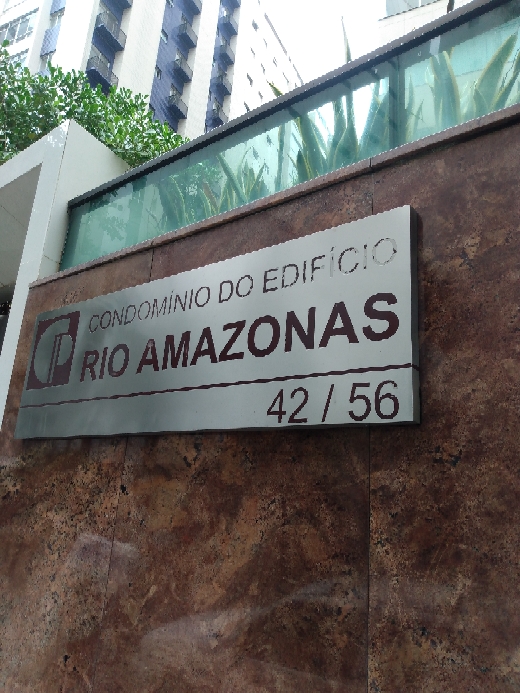 CONDOMÍNIO DO EDIFÍCIO
RIO AMAZONAS
42 / 56